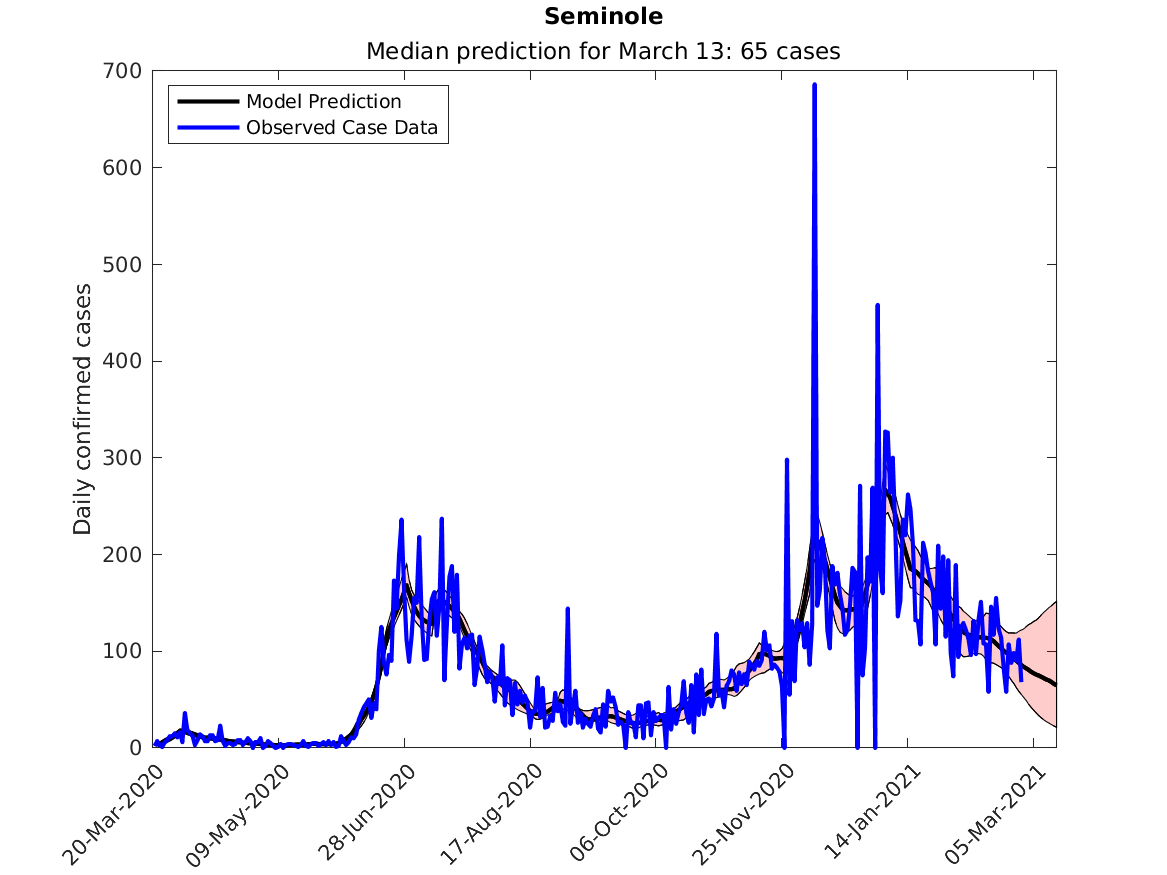 Seminole
Median prediction for March 13: 65 cases
700
600
500
400
300
200
100
0
Daily confirmed cases
Model Prediction
Observed Case Data
20-Mar-2020
09-May-2020
28-Jun-2020
17-Aug-2020
06-Oct-2020
25-Nov-2020
14-Jan-2021
05-Mar-2021